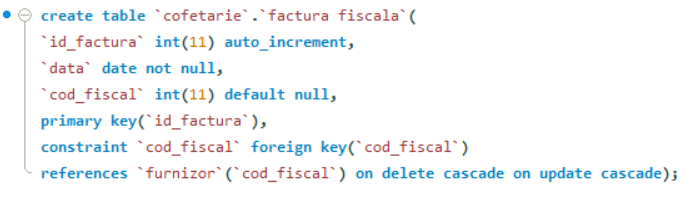 create table `cofetarie`.`factura fiscala`(
`id_factura` int(11) auto_increment,
`data` date not null,
`cod_fiscal` int(11) default null,
primary key(`id_factura`),
constraint `cod_fiscal` foreign key(`cod_fiscal`)
references `furnizor`(`cod_fiscal`) on delete cascade on update cascade);